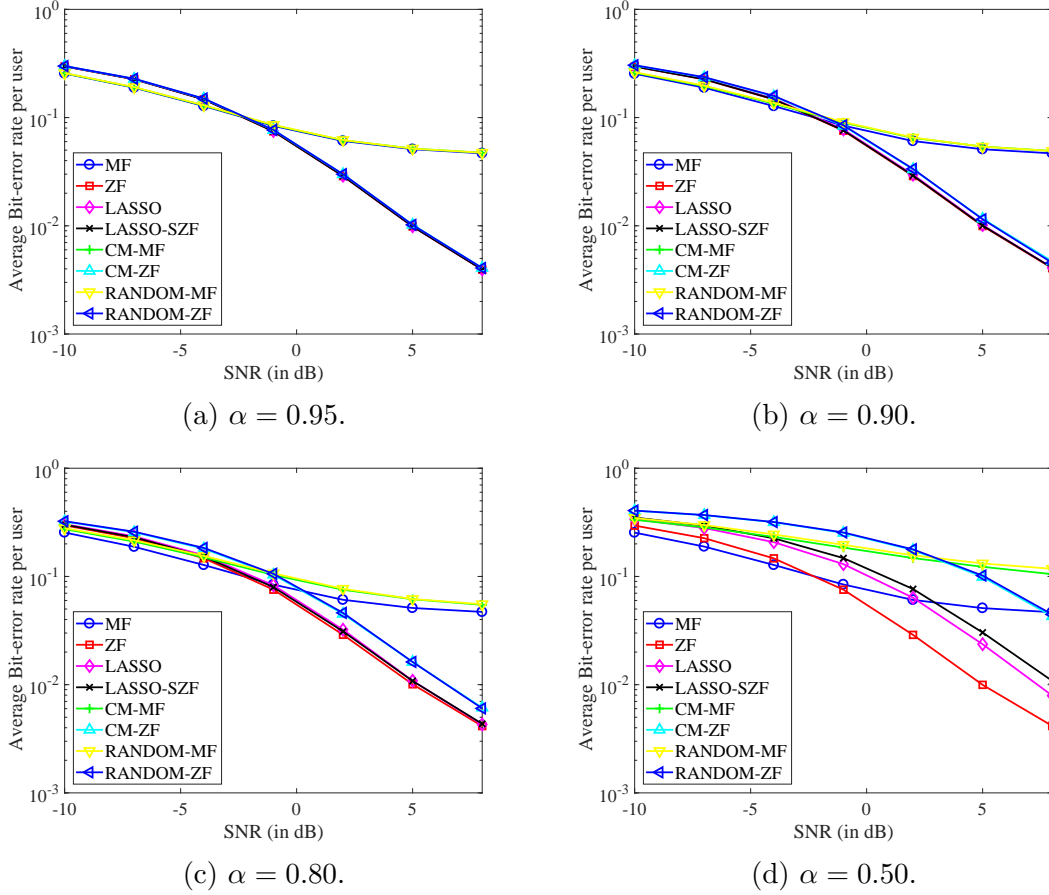 10^0
10^-1
10^-2
10^-3
Average Bit-error rate per user
MF
ZF
LASSO
LASSO-SZF
CM-MF
CM-ZF
RANDOM-MF
RANDOM-ZF
-10 -5 0 5
SNR (in dB)
(a) α = 0.95.
10^0
10^-1
10^-2
10^-3
Average Bit-error rate per user
MF
ZF
LASSO
LASSO-SZF
CM-MF
CM-ZF
RANDOM-MF
RANDOM-ZF
-10 -5 0 5
SNR (in dB)
(b) α = 0.90.
10^0
10^-1
10^-2
10^-3
Average Bit-error rate per user
MF
ZF
LASSO
LASSO-SZF
CM-MF
CM-ZF
RANDOM-MF
RANDOM-ZF
-10 -5 0 5
SNR (in dB)
(c) α = 0.80.
10^0
10^-1
10^-2
10^-3
Average Bit-error rate per user
MF
ZF
LASSO
LASSO-SZF
CM-MF
CM-ZF
RANDOM-MF
RANDOM-ZF
-10 -5 0 5
SNR (in dB)
(d) α = 0.50.